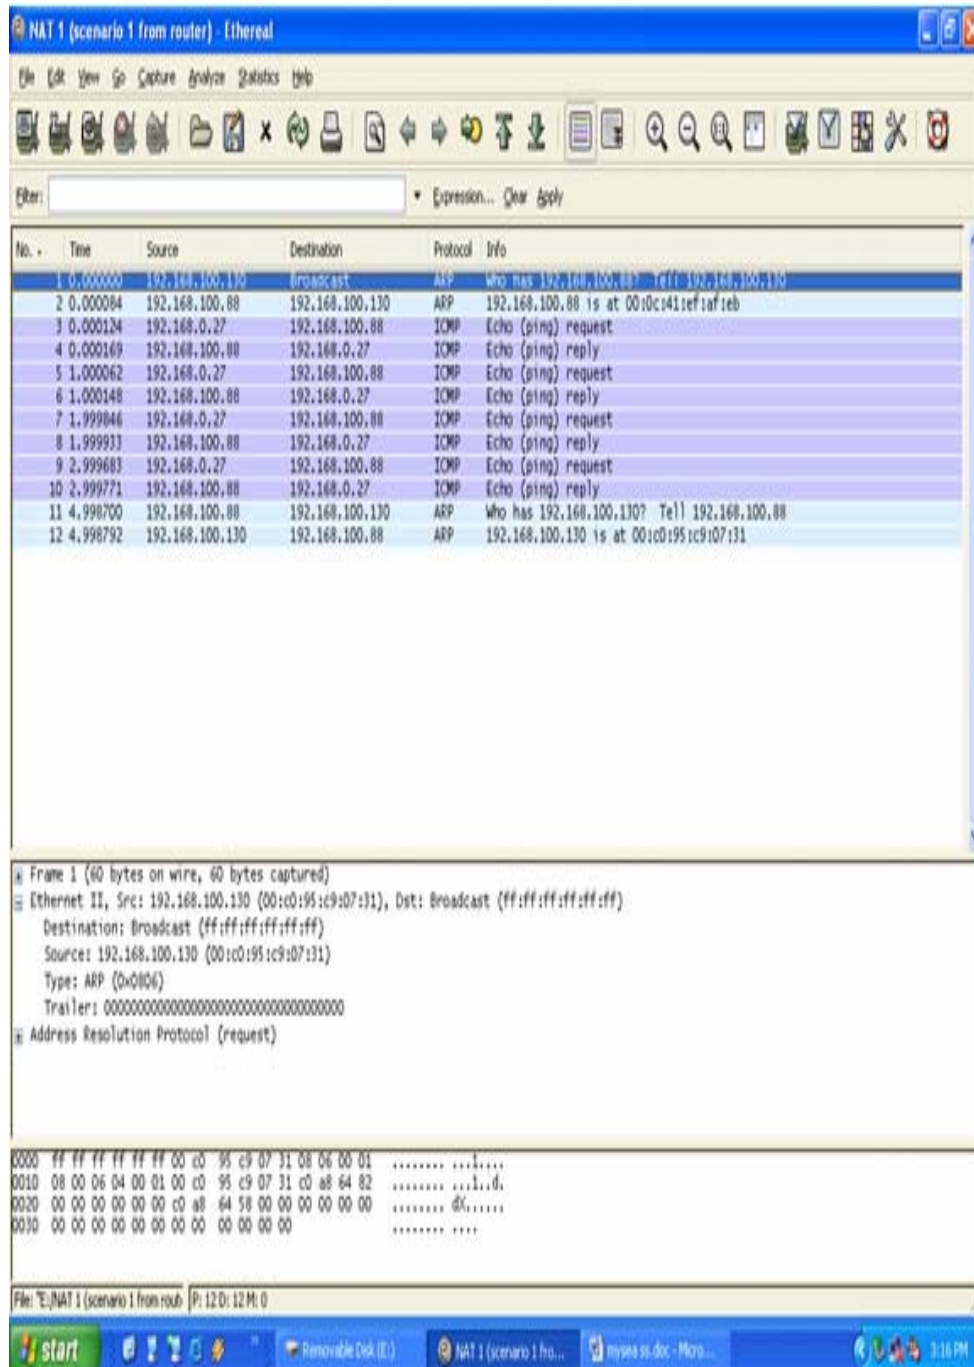 NAT 1 (scenario 1 from router) - Ethereal
File Edit View Go Capture Analyze Statistics Help
Filter: Expression... Clear Apply
No. - Time Source Destination Protocol Info
1 0.000000 192.168.100.130 Broadcast ARP Who has 192.168.100.88? Tell 192.168.100.130
2 0.000084 192.168.100.88 192.168.100.130 ARP 192.168.100.88 is at 00:0c:41:ef:af:eb
3 0.000124 192.168.0.27 192.168.100.88 ICMP Echo (ping) request
4 0.000169 192.168.100.88 192.168.0.27 ICMP Echo (ping) reply
5 1.000062 192.168.0.27 192.168.100.88 ICMP Echo (ping) request
6 1.000148 192.168.100.88 192.168.0.27 ICMP Echo (ping) reply
7 1.999846 192.168.0.27 192.168.100.88 ICMP Echo (ping) request
8 1.999933 192.168.100.88 192.168.0.27 ICMP Echo (ping) reply
9 2.999683 192.168.0.27 192.168.100.88 ICMP Echo (ping) request
10 2.999771 192.168.100.88 192.168.0.27 ICMP Echo (ping) reply
11 4.998700 192.168.100.88 192.168.100.130 ARP Who has 192.168.100.130? Tell 192.168.100.88
12 4.998792 192.168.100.130 192.168.100.88 ARP 192.168.100.130 is at 00:c0:95:c9:07:31
Frame 1 (60 bytes on wire, 60 bytes captured)
Ethernet II, Src: 192.168.100.130 (00:c0:95:c9:07:31), Dst: Broadcast (ff:ff:ff:ff:ff:ff)
Destination: Broadcast (ff:ff:ff:ff:ff:ff)
Source: 192.168.100.130 (00:c0:95:c9:07:31)
Type: ARP (0x0806)
Trailer: 000000000000000000000000000000000000
Address Resolution Protocol (request)
0000 ff ff ff ff ff ff 00 c0 95 c9 07 31 08 06 00 01 ........ ...1....
0010 08 00 06 04 00 01 00 c0 95 c9 07 31 c0 a8 64 82 ........ ...1..d.
0020 00 00 00 00 00 00 c0 a8 64 58 00 00 00 00 00 00 ........ dX......
0030 00 00 00 00 00 00 00 00 00 00 00 00 ........ ....
File: "E:/NAT 1 (scenario 1 from routi P: 12 D: 12 M: 0
start Removable Disk (E:) NAT 1 (scenario 1 fro... mysea ss.doc - Micro... 3:16 PM